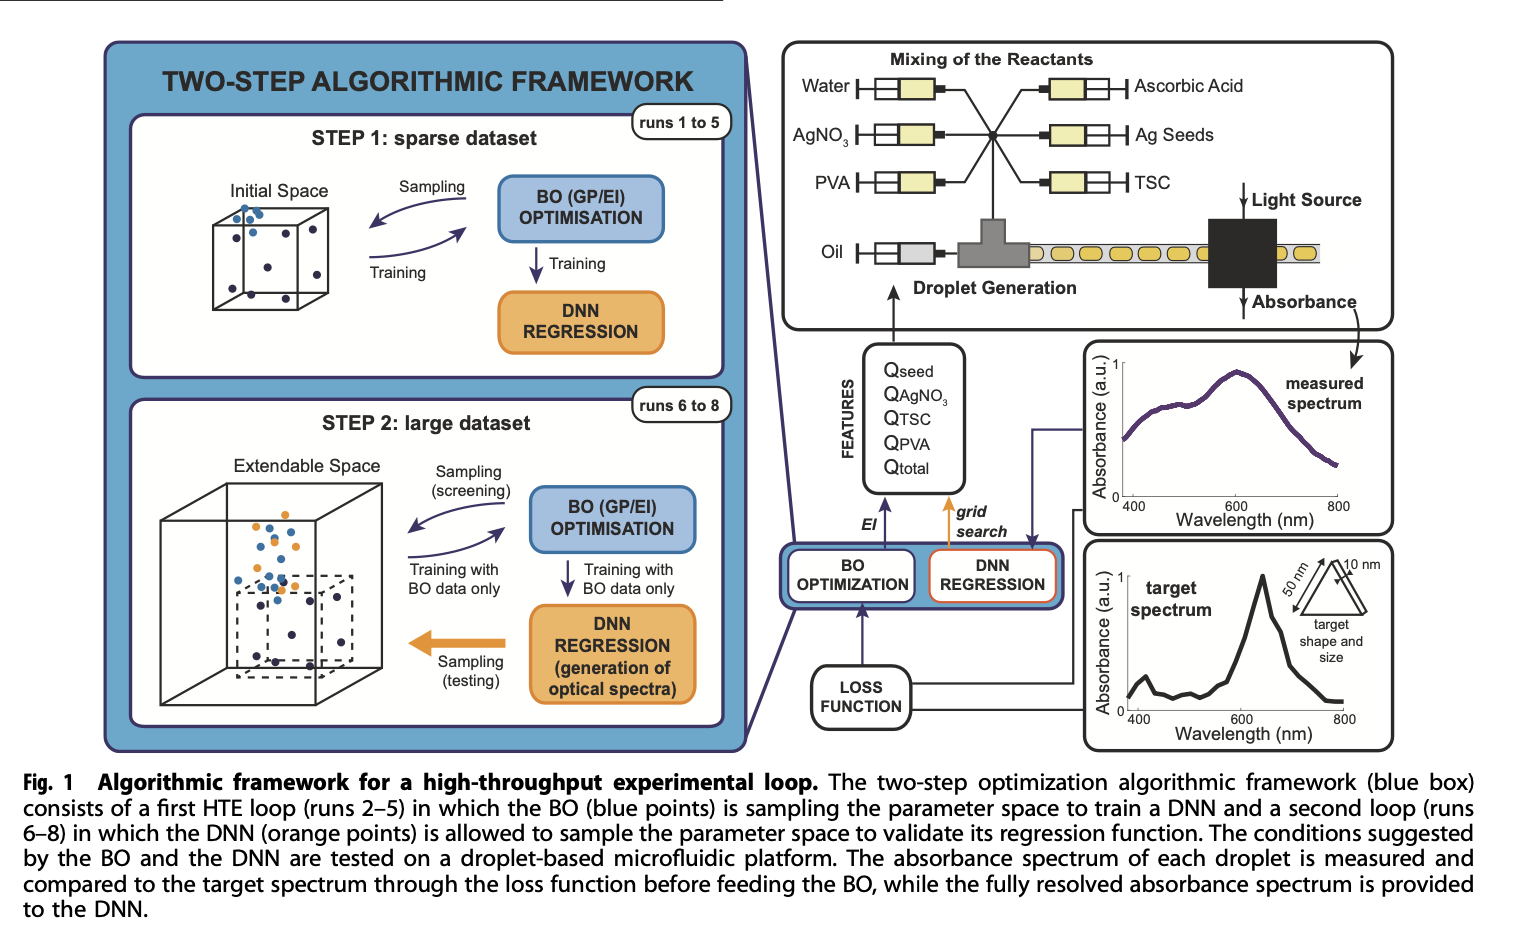 TWO-STEP ALGORITHMIC FRAMEWORK
runs 1 to 5
STEP 1: sparse dataset
Initial Space
Sampling
Training
BO (GP/EI)
OPTIMISATION
Training
DNN
REGRESSION
runs 6 to 8
STEP 2: large dataset
Extendable Space
Sampling
(screening)
BO (GP/EI)
OPTIMISATION
Training with
BO data only
Training with
BO data only
DNN
REGRESSION
(generation of
optical spectra)
Sampling
(testing)
Mixing of the Reactants
Water
Ascorbic Acid
AgNO3
Ag Seeds
PVA
TSC
Light Source
Oil
Droplet Generation
Absorbance
FEATURES
Qseed
QAgNO3
QTSC
QPVA
Qtotal
EI
grid
search
BO
OPTIMIZATION
DNN
REGRESSION
LOSS
FUNCTION
Absorbance (a.u.)
1
0
measured
spectrum
400
600
800
Wavelength (nm)
Absorbance (a.u.)
1
0
target
spectrum
50 nm
10 nm
target
shape and
size
400
600
800
Wavelength (nm)
Fig. 1 Algorithmic framework for a high-throughput experimental loop. The two-step optimization algorithmic framework (blue box)
consists of a first HTE loop (runs 2–5) in which the BO (blue points) is sampling the parameter space to train a DNN and a second loop (runs
6–8) in which the DNN (orange points) is allowed to sample the parameter space to validate its regression function. The conditions suggested
by the BO and the DNN are tested on a droplet-based microfluidic platform. The absorbance spectrum of each droplet is measured and
compared to the target spectrum through the loss function before feeding the BO, while the fully resolved absorbance spectrum is provided
to the DNN.